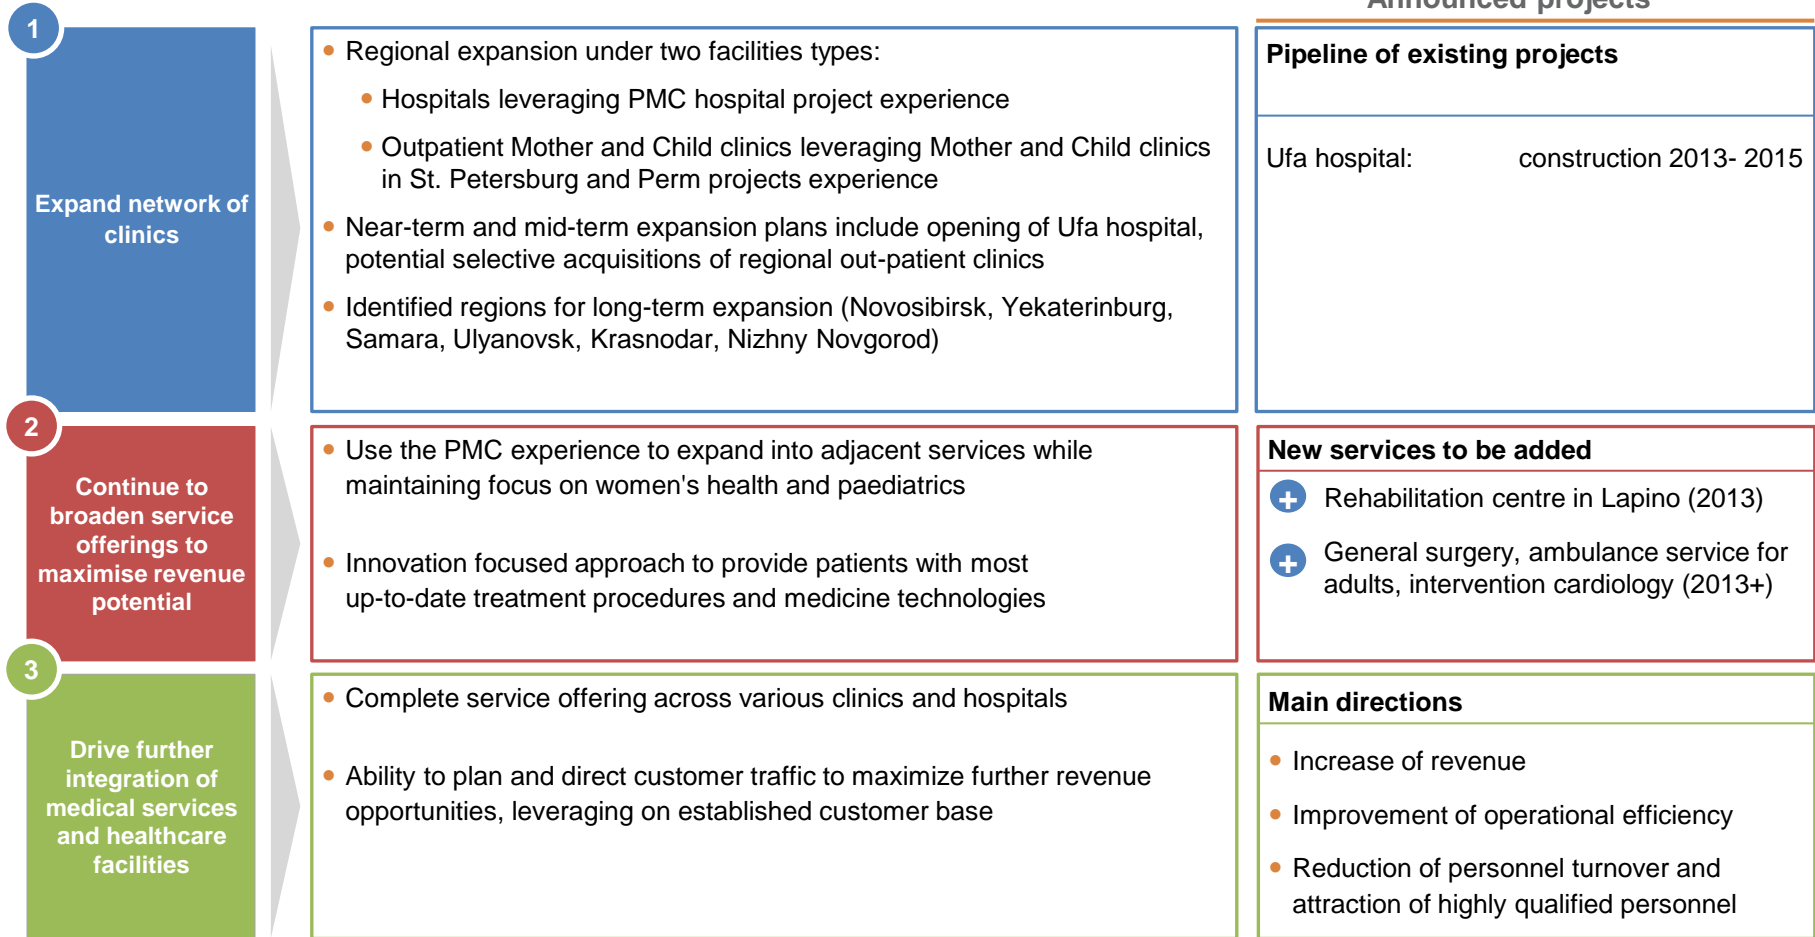 Announced projects
1
Expand network of
clinics
• Regional expansion under two facilities types:
• Hospitals leveraging PMC hospital project experience
• Outpatient Mother and Child clinics leveraging Mother and Child clinics
in St. Petersburg and Perm projects experience
• Near-term and mid-term expansion plans include opening of Ufa hospital,
potential selective acquisitions of regional out-patient clinics
• Identified regions for long-term expansion (Novosibirsk, Yekaterinburg,
Samara, Ulyanovsk, Krasnodar, Nizhny Novgorod)
Pipeline of existing projects
Ufa hospital: construction 2013- 2015
2
Continue to
broaden service
offerings to
maximise revenue
potential
• Use the PMC experience to expand into adjacent services while
maintaining focus on women's health and paediatrics
• Innovation focused approach to provide patients with most
up-to-date treatment procedures and medicine technologies
New services to be added
+ Rehabilitation centre in Lapino (2013)
+ General surgery, ambulance service for
adults, intervention cardiology (2013+)
3
Drive further
integration of
medical services
and healthcare
facilities
• Complete service offering across various clinics and hospitals
• Ability to plan and direct customer traffic to maximize further revenue
opportunities, leveraging on established customer base
Main directions
• Increase of revenue
• Improvement of operational efficiency
• Reduction of personnel turnover and
attraction of highly qualified personnel